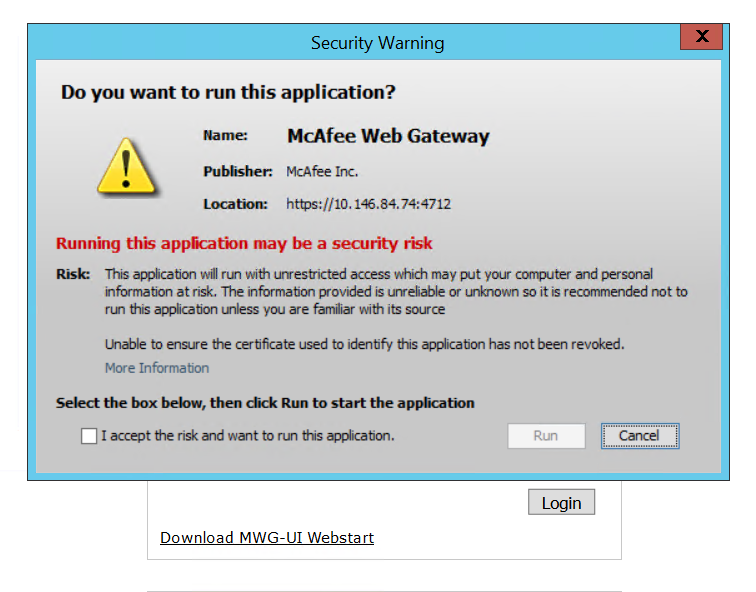 Security Warning
X
Do you want to run this application?
Name: McAfee Web Gateway
Publisher: McAfee Inc.
Location: https://10.146.84.74:4712
Running this application may be a security risk
Risk: This application will run with unrestricted access which may put your computer and personal
information at risk. The information provided is unreliable or unknown so it is recommended not to
run this application unless you are familiar with its source
Unable to ensure the certificate used to identify this application has not been revoked.
More Information
Select the box below, then click Run to start the application
I accept the risk and want to run this application.
Run
Cancel
Login
Download MWG-UI Webstart